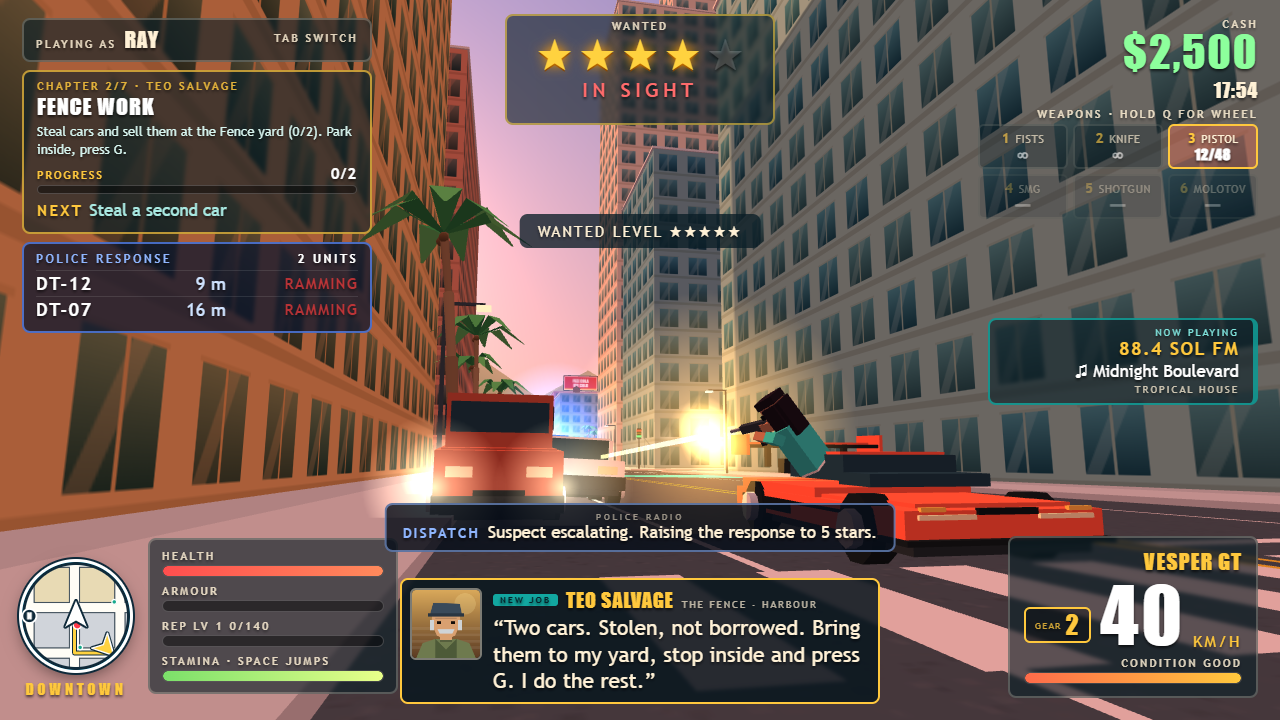 PLAYING AS RAY TAB SWITCH
CHAPTER 2/7 · TEO SALVAGE
FENCE WORK
Steal cars and sell them at the Fence yard (0/2). Park
inside, press G.
PROGRESS 0/2
NEXT Steal a second car
POLICE RESPONSE 2 UNITS
DT-12 9 m RAMMING
DT-07 16 m RAMMING
WANTED
★★★★★
IN SIGHT
WANTED LEVEL ★★★★★
CASH
$2,500
17:54
WEAPONS · HOLD Q FOR WHEEL
1 FISTS 2 KNIFE 3 PISTOL
∞ ∞ 12/48
4 SMG 5 SHOTGUN 6 MOLOTOV
— — —
NOW PLAYING
88.4 SOL FM
♫ Midnight Boulevard
TROPICAL HOUSE
POLICE RADIO
DISPATCH Suspect escalating. Raising the response to 5 stars.
HEALTH
ARMOUR
REP LV 1 0/140
STAMINA · SPACE JUMPS
DOWNTOWN
NEW JOB TEO SALVAGE THE FENCE · HARBOUR
“Two cars. Stolen, not borrowed. Bring
them to my yard, stop inside and press
G. I do the rest.”
VESPER GT
GEAR 2 40 KM/H
CONDITION GOOD